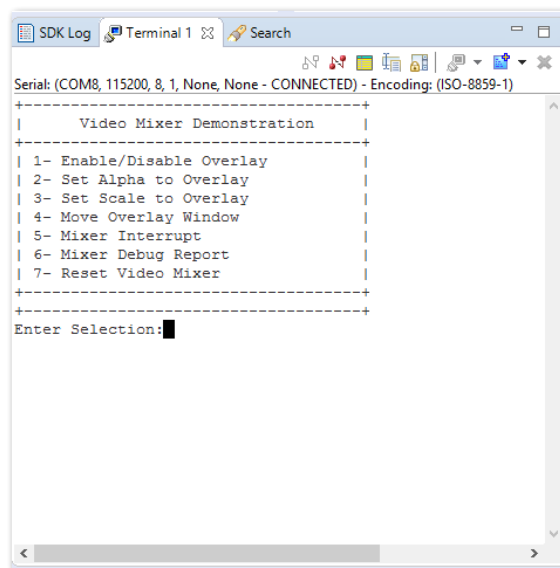 SDK Log Terminal 1 Search
Serial: (COM8, 115200, 8, 1, None, None - CONNECTED) - Encoding: (ISO-8859-1)
+-------------------------------------+
| Video Mixer Demonstration |
+-------------------------------------+
| 1- Enable/Disable Overlay |
| 2- Set Alpha to Overlay |
| 3- Set Scale to Overlay |
| 4- Move Overlay Window |
| 5- Mixer Interrupt |
| 6- Mixer Debug Report |
| 7- Reset Video Mixer |
+-------------------------------------+
+-------------------------------------+
Enter Selection: